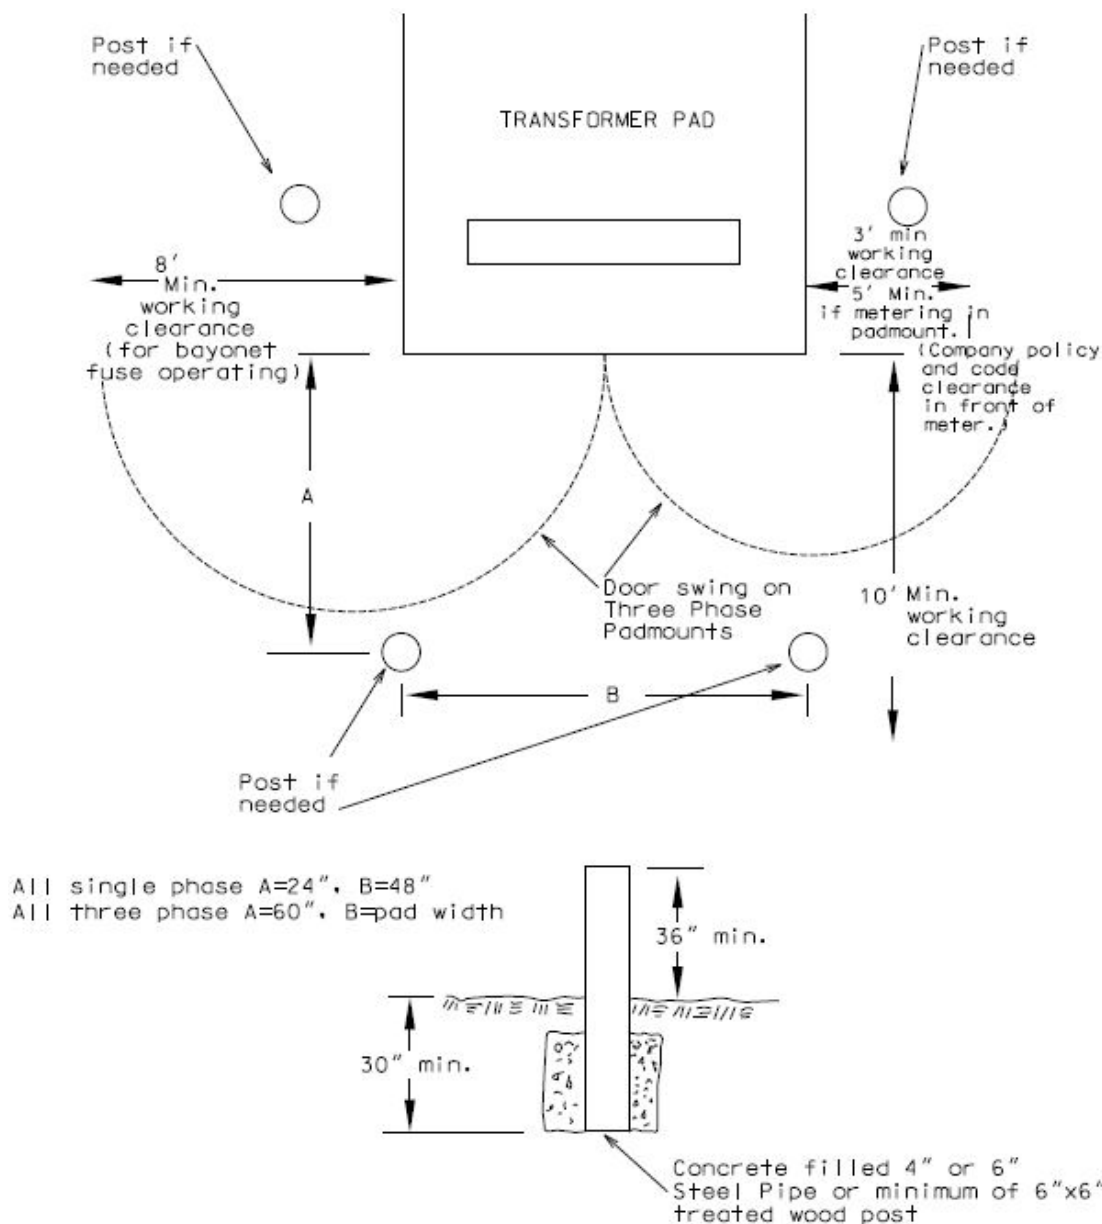 Post if
needed
Post if
needed
TRANSFORMER PAD
8'
Min.
working
clearance
(for bayonet
fuse operating)
3' min
working
clearance
5' Min.
if metering in
padmount.
(Company policy
and code
clearance
in front of
meter.)
A
Door swing on
Three Phase
Padmounts
10' Min.
working
clearance
B
Post if
needed
All single phase A=24", B=48"
All three phase A=60", B=pad width
36" min.
30" min.
Concrete filled 4" or 6"
Steel Pipe or minimum of 6"x6"
treated wood post